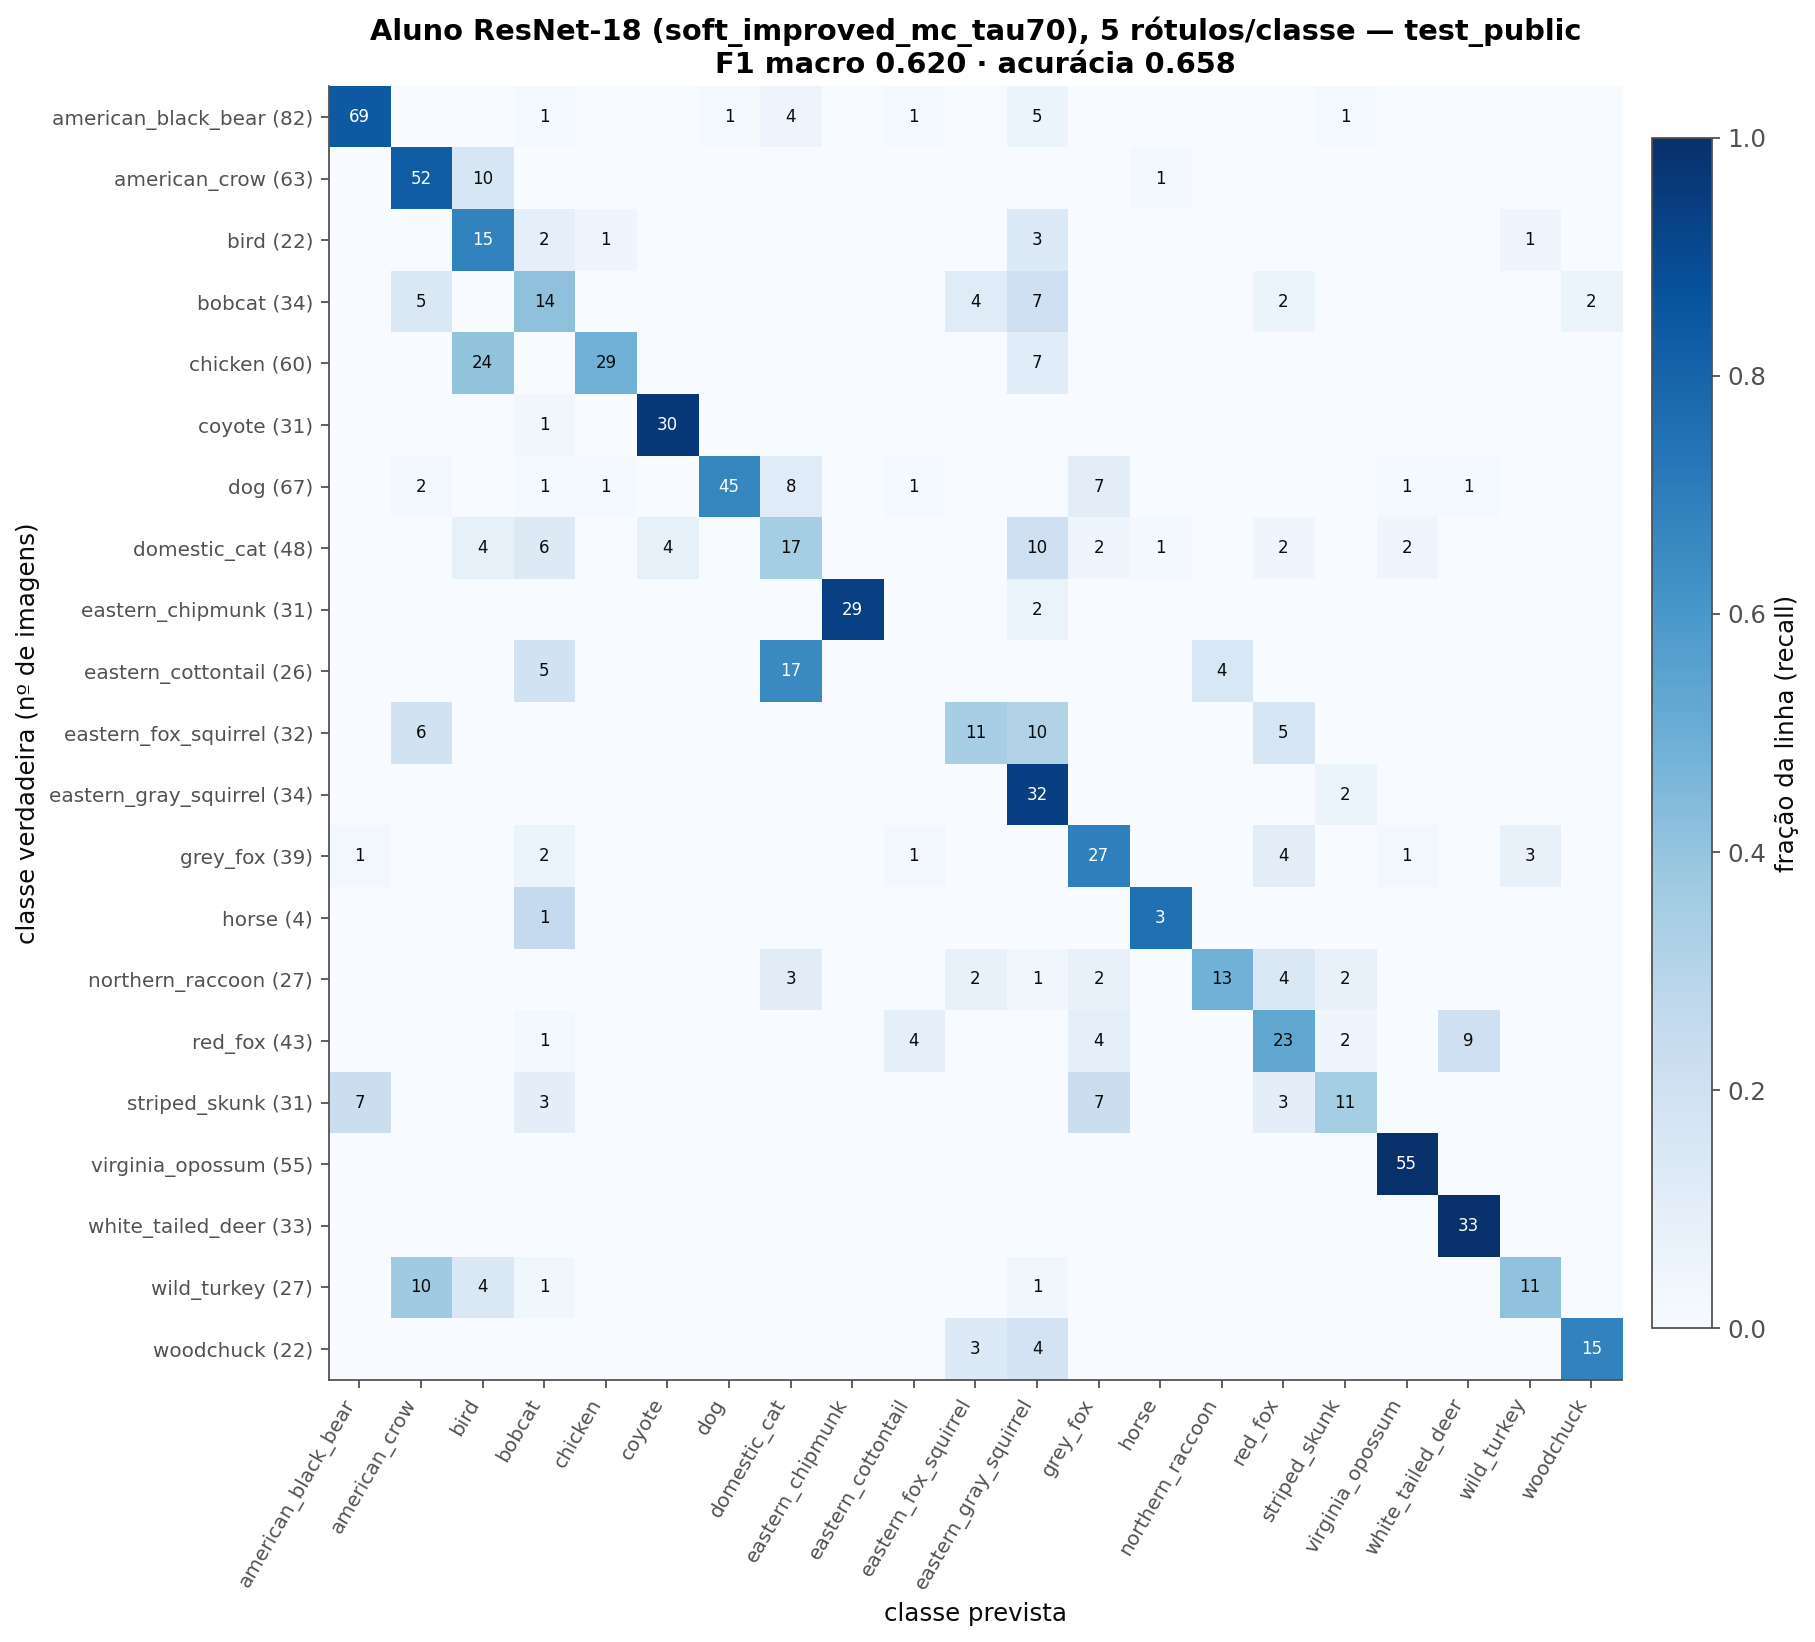 Aluno ResNet-18 (soft_improved_mc_tau70), 5 rótulos/classe — test_public
F1 macro 0.620 · acurácia 0.658
american_black_bear (82) 69 1 1 4 1 5 1
american_crow (63) 52 10 1
bird (22) 15 2 1 3 1
bobcat (34) 5 14 4 7 2 2
chicken (60) 24 29 7
coyote (31) 1 30
dog (67) 2 1 1 45 8 1 7 1 1
domestic_cat (48) 4 6 4 17 10 2 1 2 2
eastern_chipmunk (31) 29 2
eastern_cottontail (26) 5 17 4
eastern_fox_squirrel (32) 6 11 10 5
eastern_gray_squirrel (34) 32 2
grey_fox (39) 1 2 1 27 4 1 3
horse (4) 1 3
northern_raccoon (27) 3 2 1 2 13 4 2
red_fox (43) 1 4 4 23 2 9
striped_skunk (31) 7 3 7 3 11
virginia_opossum (55) 55
white_tailed_deer (33) 33
wild_turkey (27) 10 4 1 1 11
woodchuck (22) 3 4 15
classe verdadeira (nº de imagens)
american_black_bear
american_crow
bird
bobcat
chicken
coyote
dog
domestic_cat
eastern_chipmunk
eastern_cottontail
eastern_fox_squirrel
eastern_gray_squirrel
grey_fox
horse
northern_raccoon
red_fox
striped_skunk
virginia_opossum
white_tailed_deer
wild_turkey
woodchuck
classe prevista
1.0
0.8
0.6
0.4
0.2
0.0
fração da linha (recall)